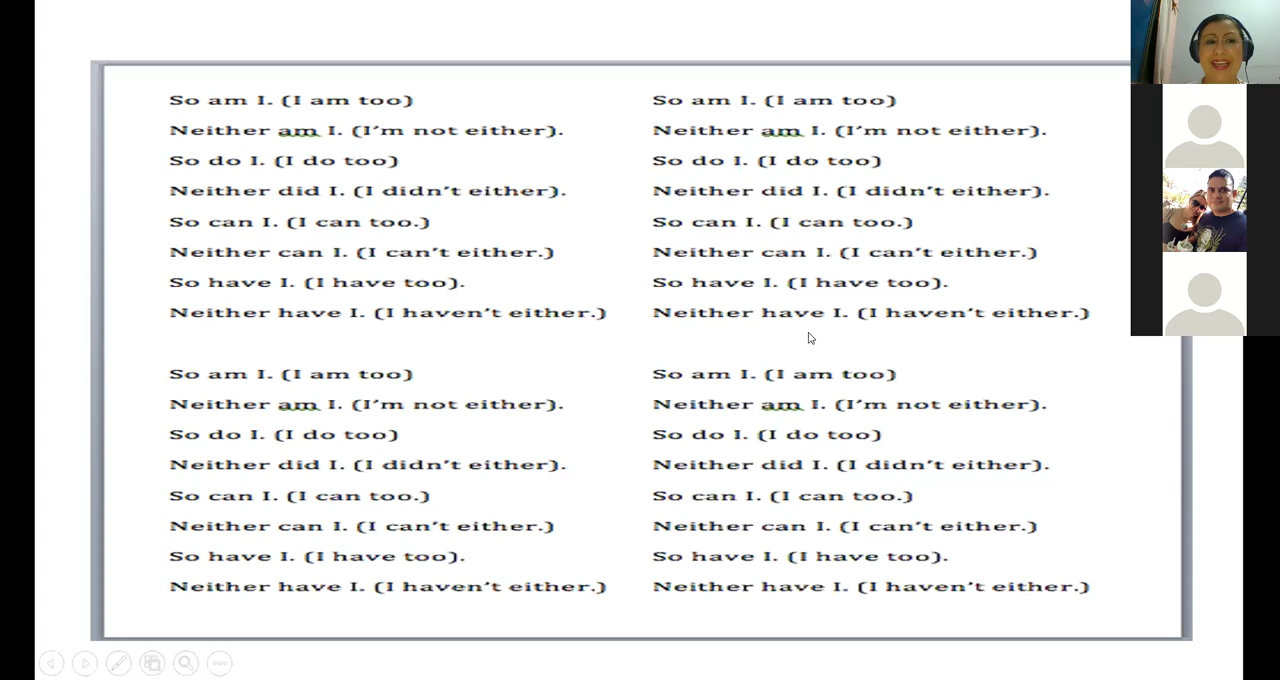 So am I. (I am too)
Neither am I. (I'm not either).
So do I. (I do too)
Neither did I. (I didn't either).
So can I. (I can too.)
Neither can I. (I can't either.)
So have I. (I have too).
Neither have I. (I haven't either.)
So am I. (I am too)
Neither am I. (I'm not either).
So do I. (I do too)
Neither did I. (I didn't either).
So can I. (I can too.)
Neither can I. (I can't either.)
So have I. (I have too).
Neither have I. (I haven't either.)
So am I. (I am too)
Neither am I. (I'm not either).
So do I. (I do too)
Neither did I. (I didn't either).
So can I. (I can too.)
Neither can I. (I can't either.)
So have I. (I have too).
Neither have I. (I haven't either.)
So am I. (I am too)
Neither am I. (I'm not either).
So do I. (I do too)
Neither did I. (I didn't either).
So can I. (I can too.)
Neither can I. (I can't either.)
So have I. (I have too).
Neither have I. (I haven't either.)